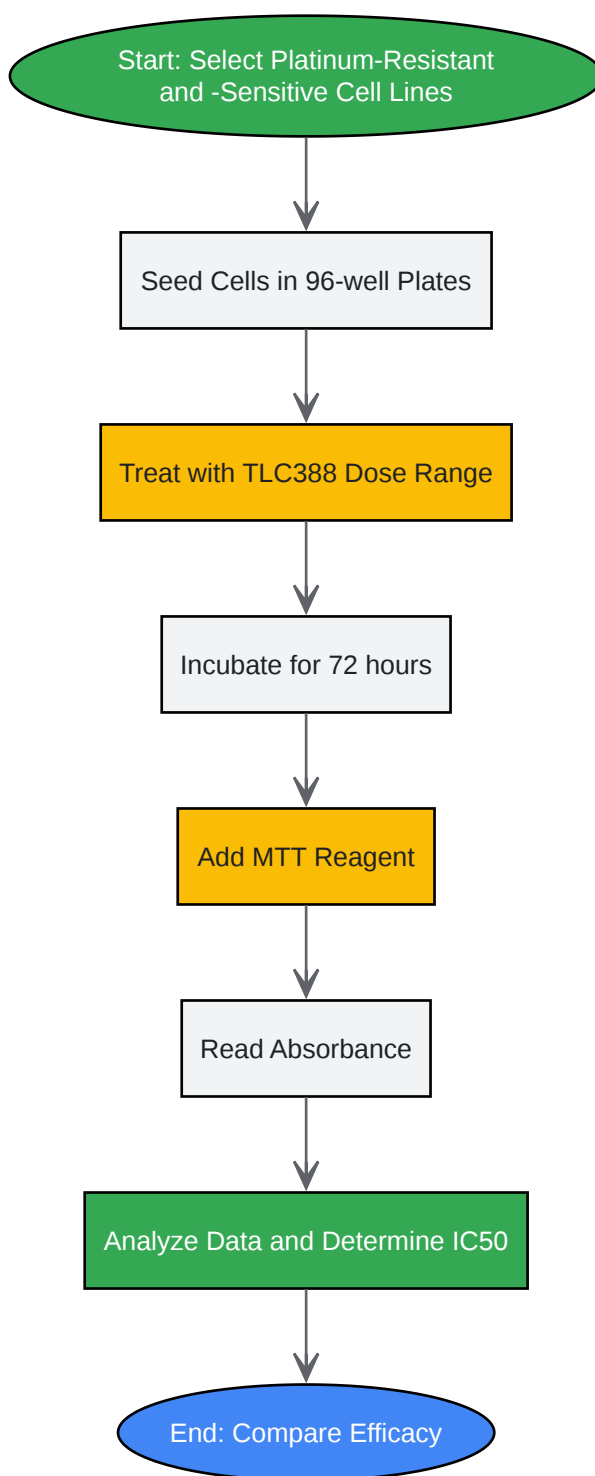 Start: Select Platinum-Resistant
and -Sensitive Cell Lines
Seed Cells in 96-well Plates
Treat with TLC388 Dose Range
Incubate for 72 hours
Add MTT Reagent
Read Absorbance
Analyze Data and Determine IC50
End: Compare Efficacy